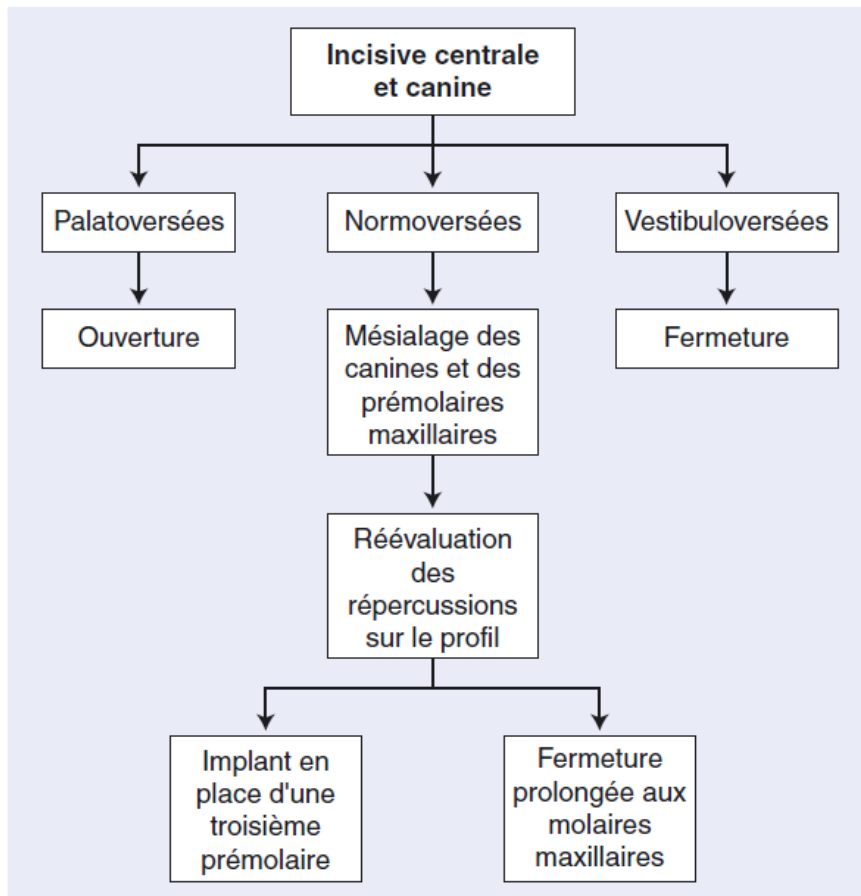 Incisive centrale
et canine
Palatoversées
Normoversées
Vestibuloversées
Ouverture
Mésialage des
canines et des
prémolaires
maxillaires
Fermeture
Réévaluation
des
répercussions
sur le profil
Implant en
place d'une
troisième
prémolaire
Fermeture
prolongée aux
molaires
maxillaires